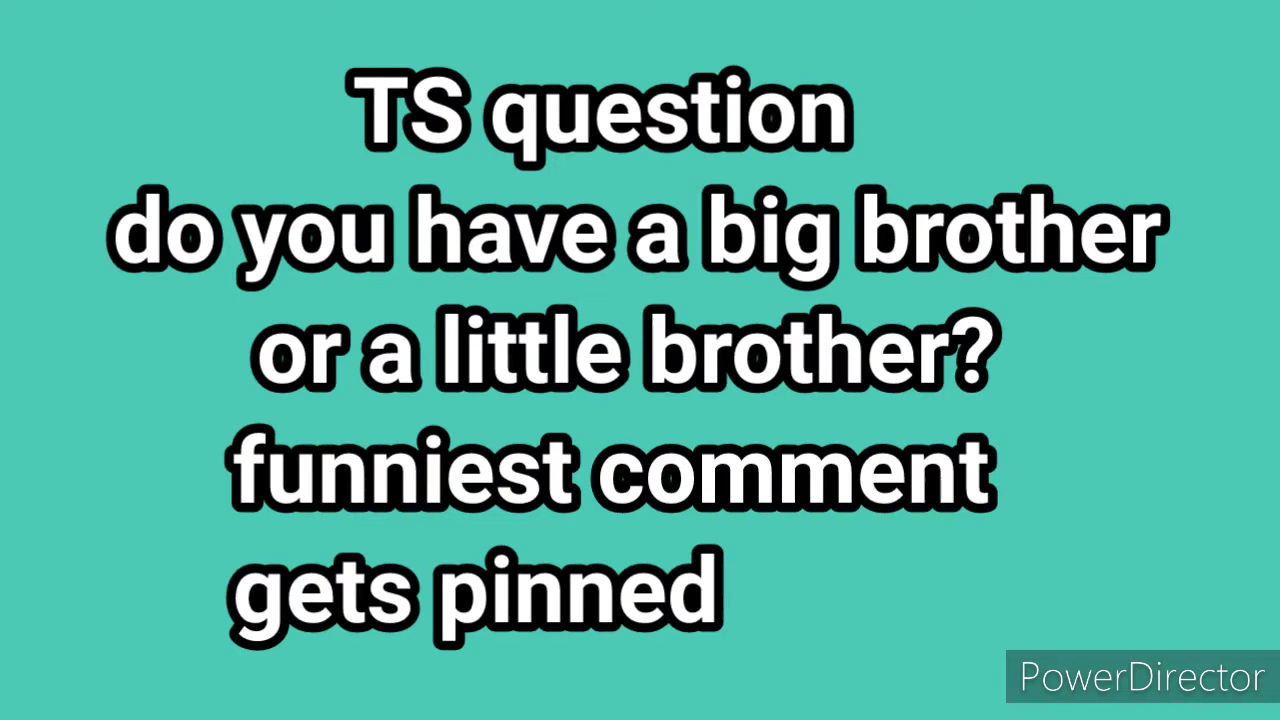 TS question
do you have a big brother
or a little brother?
funniest comment
gets pinned
PowerDirector